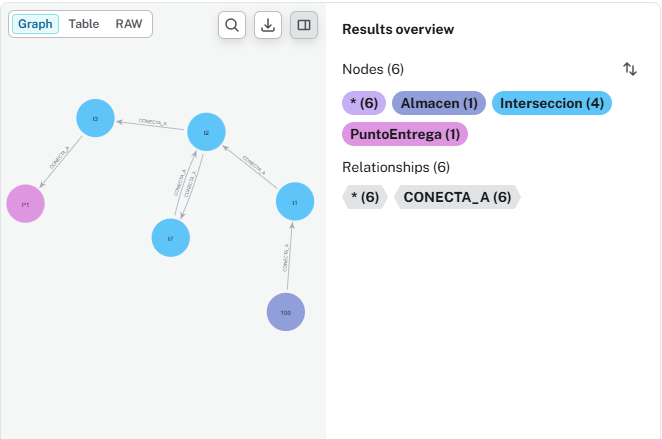 Graph Table RAW
Results overview
Nodes (6)
* (6) Almacen (1) Interseccion (4)
PuntoEntrega (1)
Relationships (6)
* (6) CONECTA_A (6)
I3
CONECTA_A
I2
CONECTA_A
CONECTA_A
CONECTA_A
CONECTA_A
P1
I1
I7
CONECTA_A
100